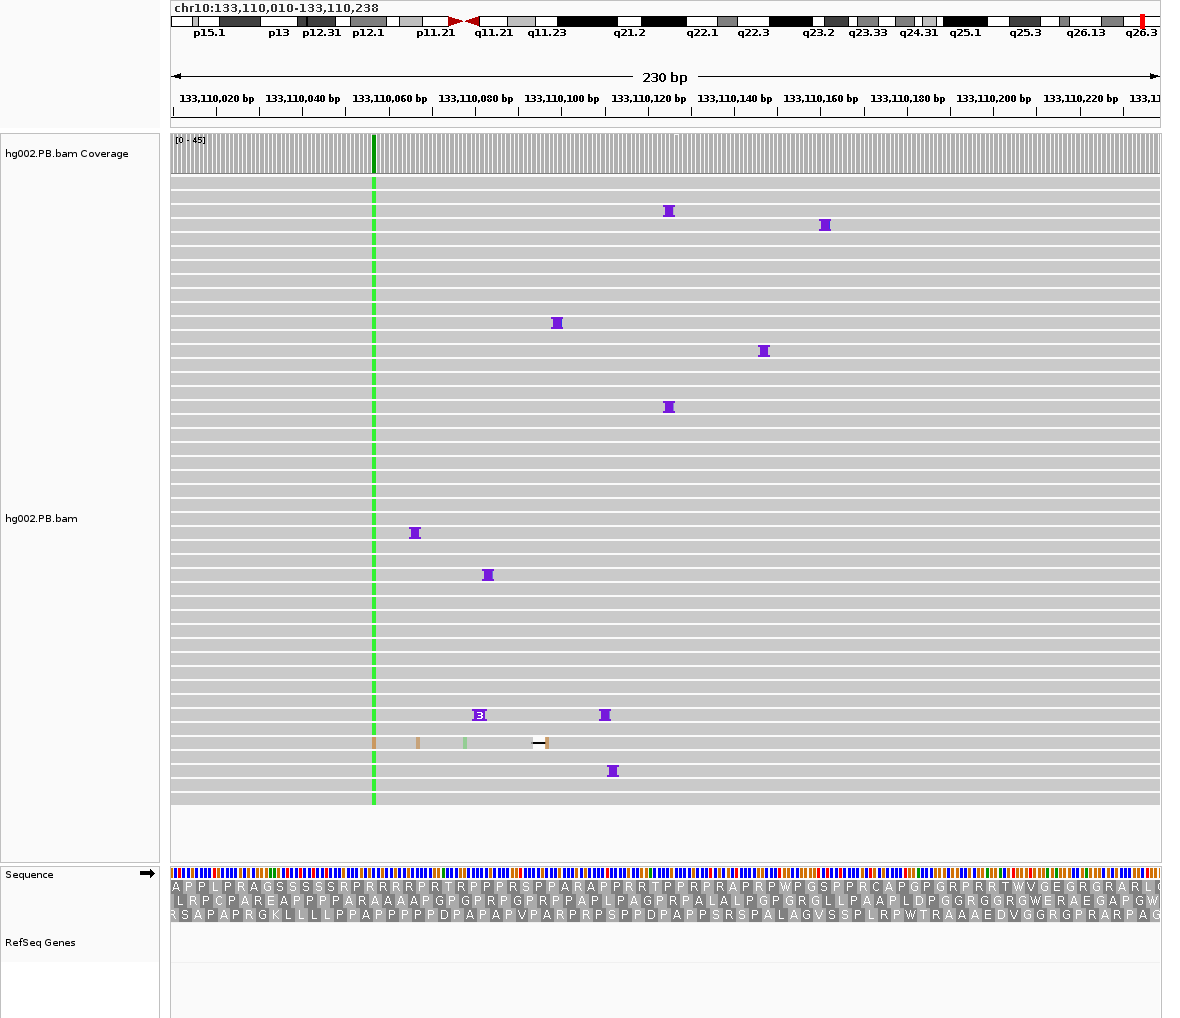 chr10:133,110,010-133,110,238
p15.1 p13 p12.31 p12.1 p11.21 q11.21 q11.23 q21.2 q22.1 q22.3 q23.2 q23.33 q24.31 q25.1 q25.3 q26.13 q26.3
230 bp
133,110,020 bp 133,110,040 bp 133,110,060 bp 133,110,080 bp 133,110,100 bp 133,110,120 bp 133,110,140 bp 133,110,160 bp 133,110,180 bp 133,110,200 bp 133,110,220 bp 133,11
[0 - 45]
hg002.PB.bam Coverage
hg002.PB.bam
3
Sequence
A P P L P R A G S S S S S R P R R R R P R T R P P P R S P P A R A P P R R T P P R P R A P R P W P G S P P R C A P G P G R P R R T W V G E G R G R A R L
L R P C P A R E A P P P P A R A A A A P G P G P R P G P R P P A P L P A G P R P A L A L P G P G R G L L P A A P L D P G G R G G R G W E R A E G A P G W
R S A P A P R G K L L L L P P A P P P P P D P A P A P V P A R P R P S P P D P A P P S R S P A L A G V S S P L R P W T R A A A E D V G G R G P R A R P A G
RefSeq Genes